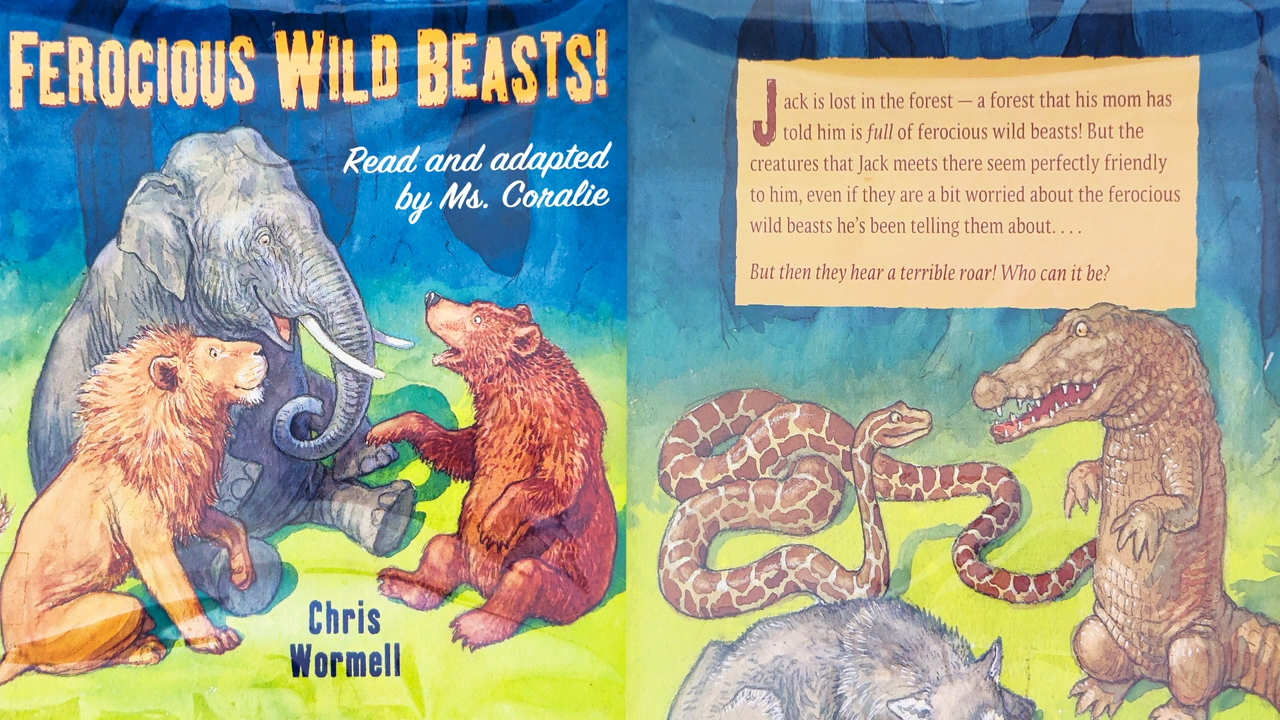 FEROCIOUS WILD BEASTS!
Read and adapted
by Ms. Coralie
Chris
Wormell
Jack is lost in the forest — a forest that his mom has
told him is full of ferocious wild beasts! But the
creatures that Jack meets there seem perfectly friendly
to him, even if they are a bit worried about the ferocious
wild beasts he's been telling them about. . . .
But then they hear a terrible roar! Who can it be?